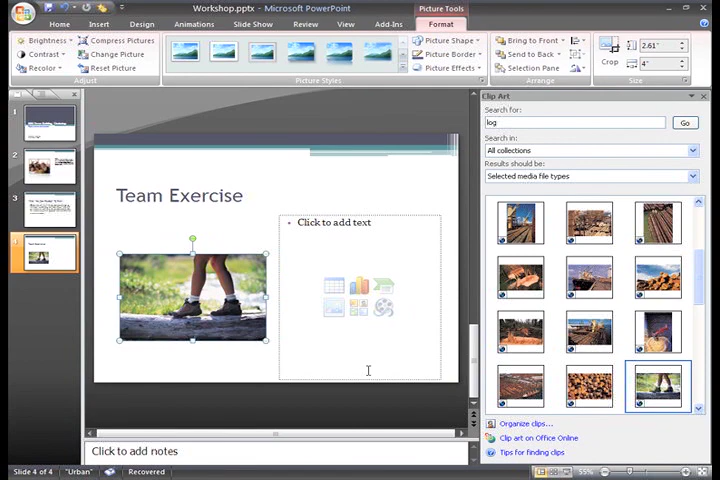 Workshop.pptx - Microsoft PowerPoint
Picture Tools
Home
Insert
Design
Animations
Slide Show
Review
View
Add-Ins
Format
Brightness
Contrast
Recolor
Compress Pictures
Change Picture
Reset Picture
Adjust
Picture Styles
Picture Shape
Picture Border
Picture Effects
Bring to Front
Send to Back
Selection Pane
Arrange
Crop
2.61"
4"
Size
1
2
3
4
Team Exercise
Click to add text
Click to add notes
Clip Art
Search for:
log
Go
Search in:
All collections
Results should be:
Selected media file types
Organize clips...
Clip art on Office Online
Tips for finding clips
Slide 4 of 4
"Urban"
Recovered
55%